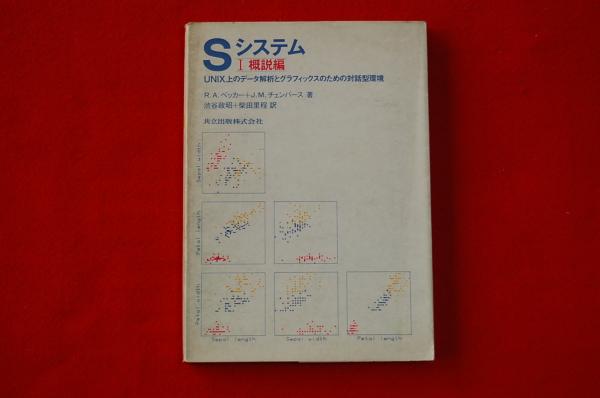 Sシステム
I 概説編
UNIX上のデータ解析とグラフィックスのための対話型環境
R.A.ベッカー+J.M.チェンバース 著
渋谷政昭+柴田里程 訳
共立出版株式会社
Sepal width
Petal length
Petal width
Sepal length
Sepal width
Petal length